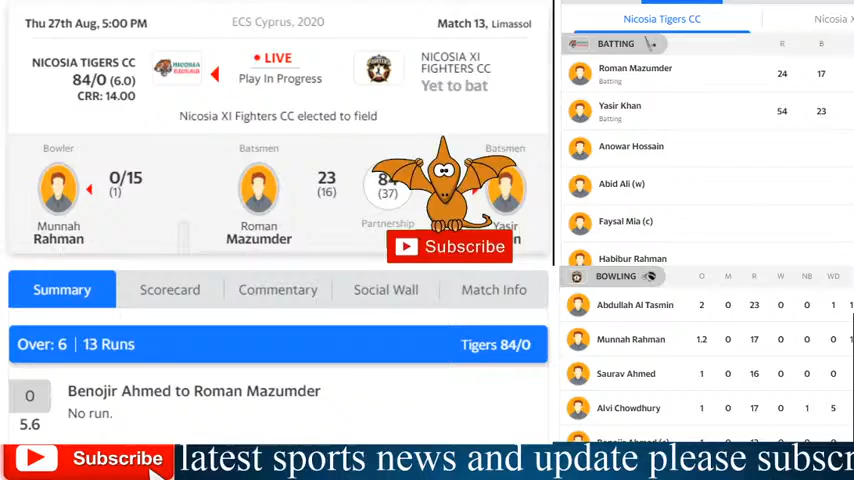 Thu 27th Aug, 5:00 PM
ECS Cyprus, 2020
Match 13, Limassol
NICOSIA TIGERS CC
84/0 (6.0)
CRR: 14.00
LIVE
Play In Progress
NICOSIA XI
FIGHTERS CC
Yet to bat
Nicosia XI Fighters CC elected to field
Bowler
0/15
(1)
Munnah
Rahman
Batsmen
23
(16)
Roman
Mazumder
(37)
Partnership
Batsmen
Yasir
Subscribe
Summary
Scorecard
Commentary
Social Wall
Match Info
Over: 6 | 13 Runs
Tigers 84/0
0
5.6
Benojir Ahmed to Roman Mazumder
No run.
Nicosia Tigers CC
Nicosia X
BATTING R B
Roman Mazumder 24 17
Batting
Yasir Khan 54 23
Batting
Anowar Hossain
Abid Ali (w)
Faysal Mia (c)
Habibur Rahman
BOWLING O M R W NB WD
Abdullah Al Tasmin 2 0 23 0 0 1
Munnah Rahman 1.2 0 17 0 0 0
Saurav Ahmed 1 0 16 0 0 0
Alvi Chowdhury 1 0 17 0 1 5
Subscribe
latest sports news and update please subscr